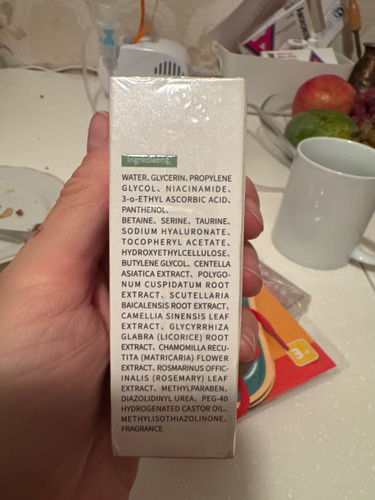 Ingredients:
WATER、GLYCERIN、PROPYLENE
GLYCOL、NIACINAMIDE、
3-o-ETHYL ASCORBIC ACID、
PANTHENOL、
BETAINE、SERINE、TAURINE、
SODIUM HYALURONATE、
TOCOPHERYL ACETATE、
HYDROXYETHYLCELLULOSE、
BUTYLENE GLYCOL、CENTELLA
ASIATICA EXTRACT、POLYGO-
NUM CUSPIDATUM ROOT
EXTRACT、SCUTELLARIA
BAICALENSIS ROOT EXTRACT、
CAMELLIA SINENSIS LEAF
EXTRACT、GLYCYRRHIZA
GLABRA (LICORICE) ROOT
EXTRACT、CHAMOMILLA RECU-
TITA (MATRICARIA) FLOWER
EXTRACT、ROSMARINUS OFFIC-
INALIS (ROSEMARY) LEAF
EXTRACT、METHYLPARABEN、
DIAZOLIDINYL UREA、PEG-40
HYDROGENATED CASTOR OIL、
METHYLISOTHIAZOLINONE、
FRAGRANCE
3+